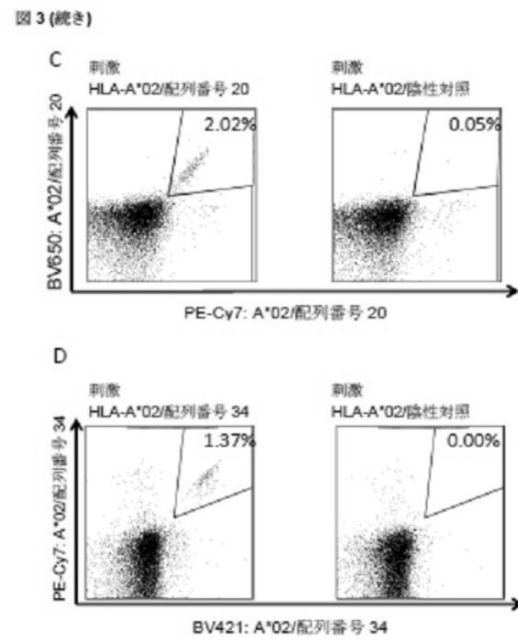 図 3 (続き)
C
刺激
HLA-A*02/配列番号 20
刺激
HLA-A*02/陰性対照
2.02%
0.05%
BV650: A*02/配列番号 20
PE-Cy7: A*02/配列番号 20
D
刺激
HLA-A*02/配列番号 34
刺激
HLA-A*02/陰性対照
1.37%
0.00%
PE-Cy7: A*02/配列番号 34
BV421: A*02/配列番号 34